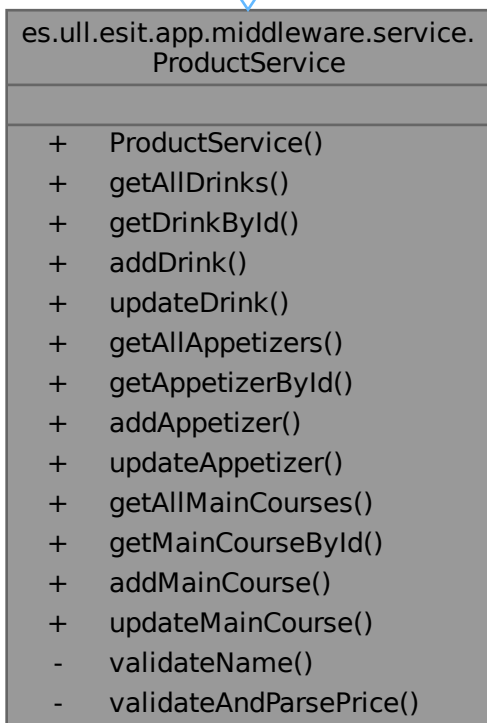 es.ull.esit.app.middleware.service.
ProductService
+ ProductService()
+ getAllDrinks()
+ getDrinkById()
+ addDrink()
+ updateDrink()
+ getAllAppetizers()
+ getAppetizerById()
+ addAppetizer()
+ updateAppetizer()
+ getAllMainCourses()
+ getMainCourseById()
+ addMainCourse()
+ updateMainCourse()
- validateName()
- validateAndParsePrice()